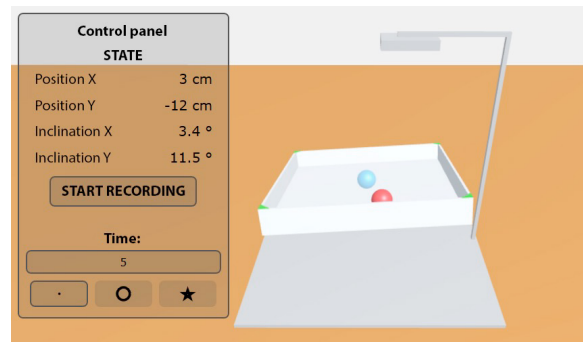 Control panel
STATE
Position X 3 cm
Position Y -12 cm
Inclination X 3.4 º
Inclination Y 11.5 º
START RECORDING
Time:
5